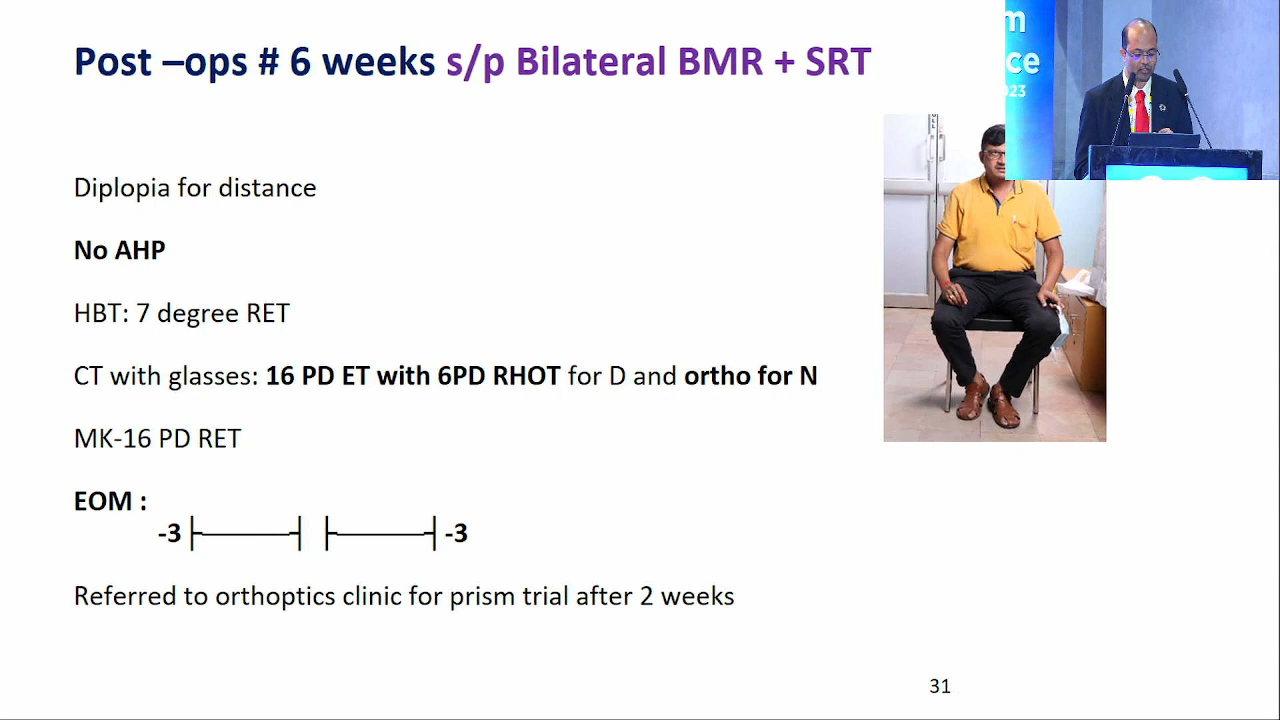 Post –ops # 6 weeks s/p Bilateral BMR + SRT
Diplopia for distance
No AHP
HBT: 7 degree RET
CT with glasses: 16 PD ET with 6PD RHOT for D and ortho for N
MK-16 PD RET
EOM :
-3 -3
Referred to orthoptics clinic for prism trial after 2 weeks
31
m
ce
023